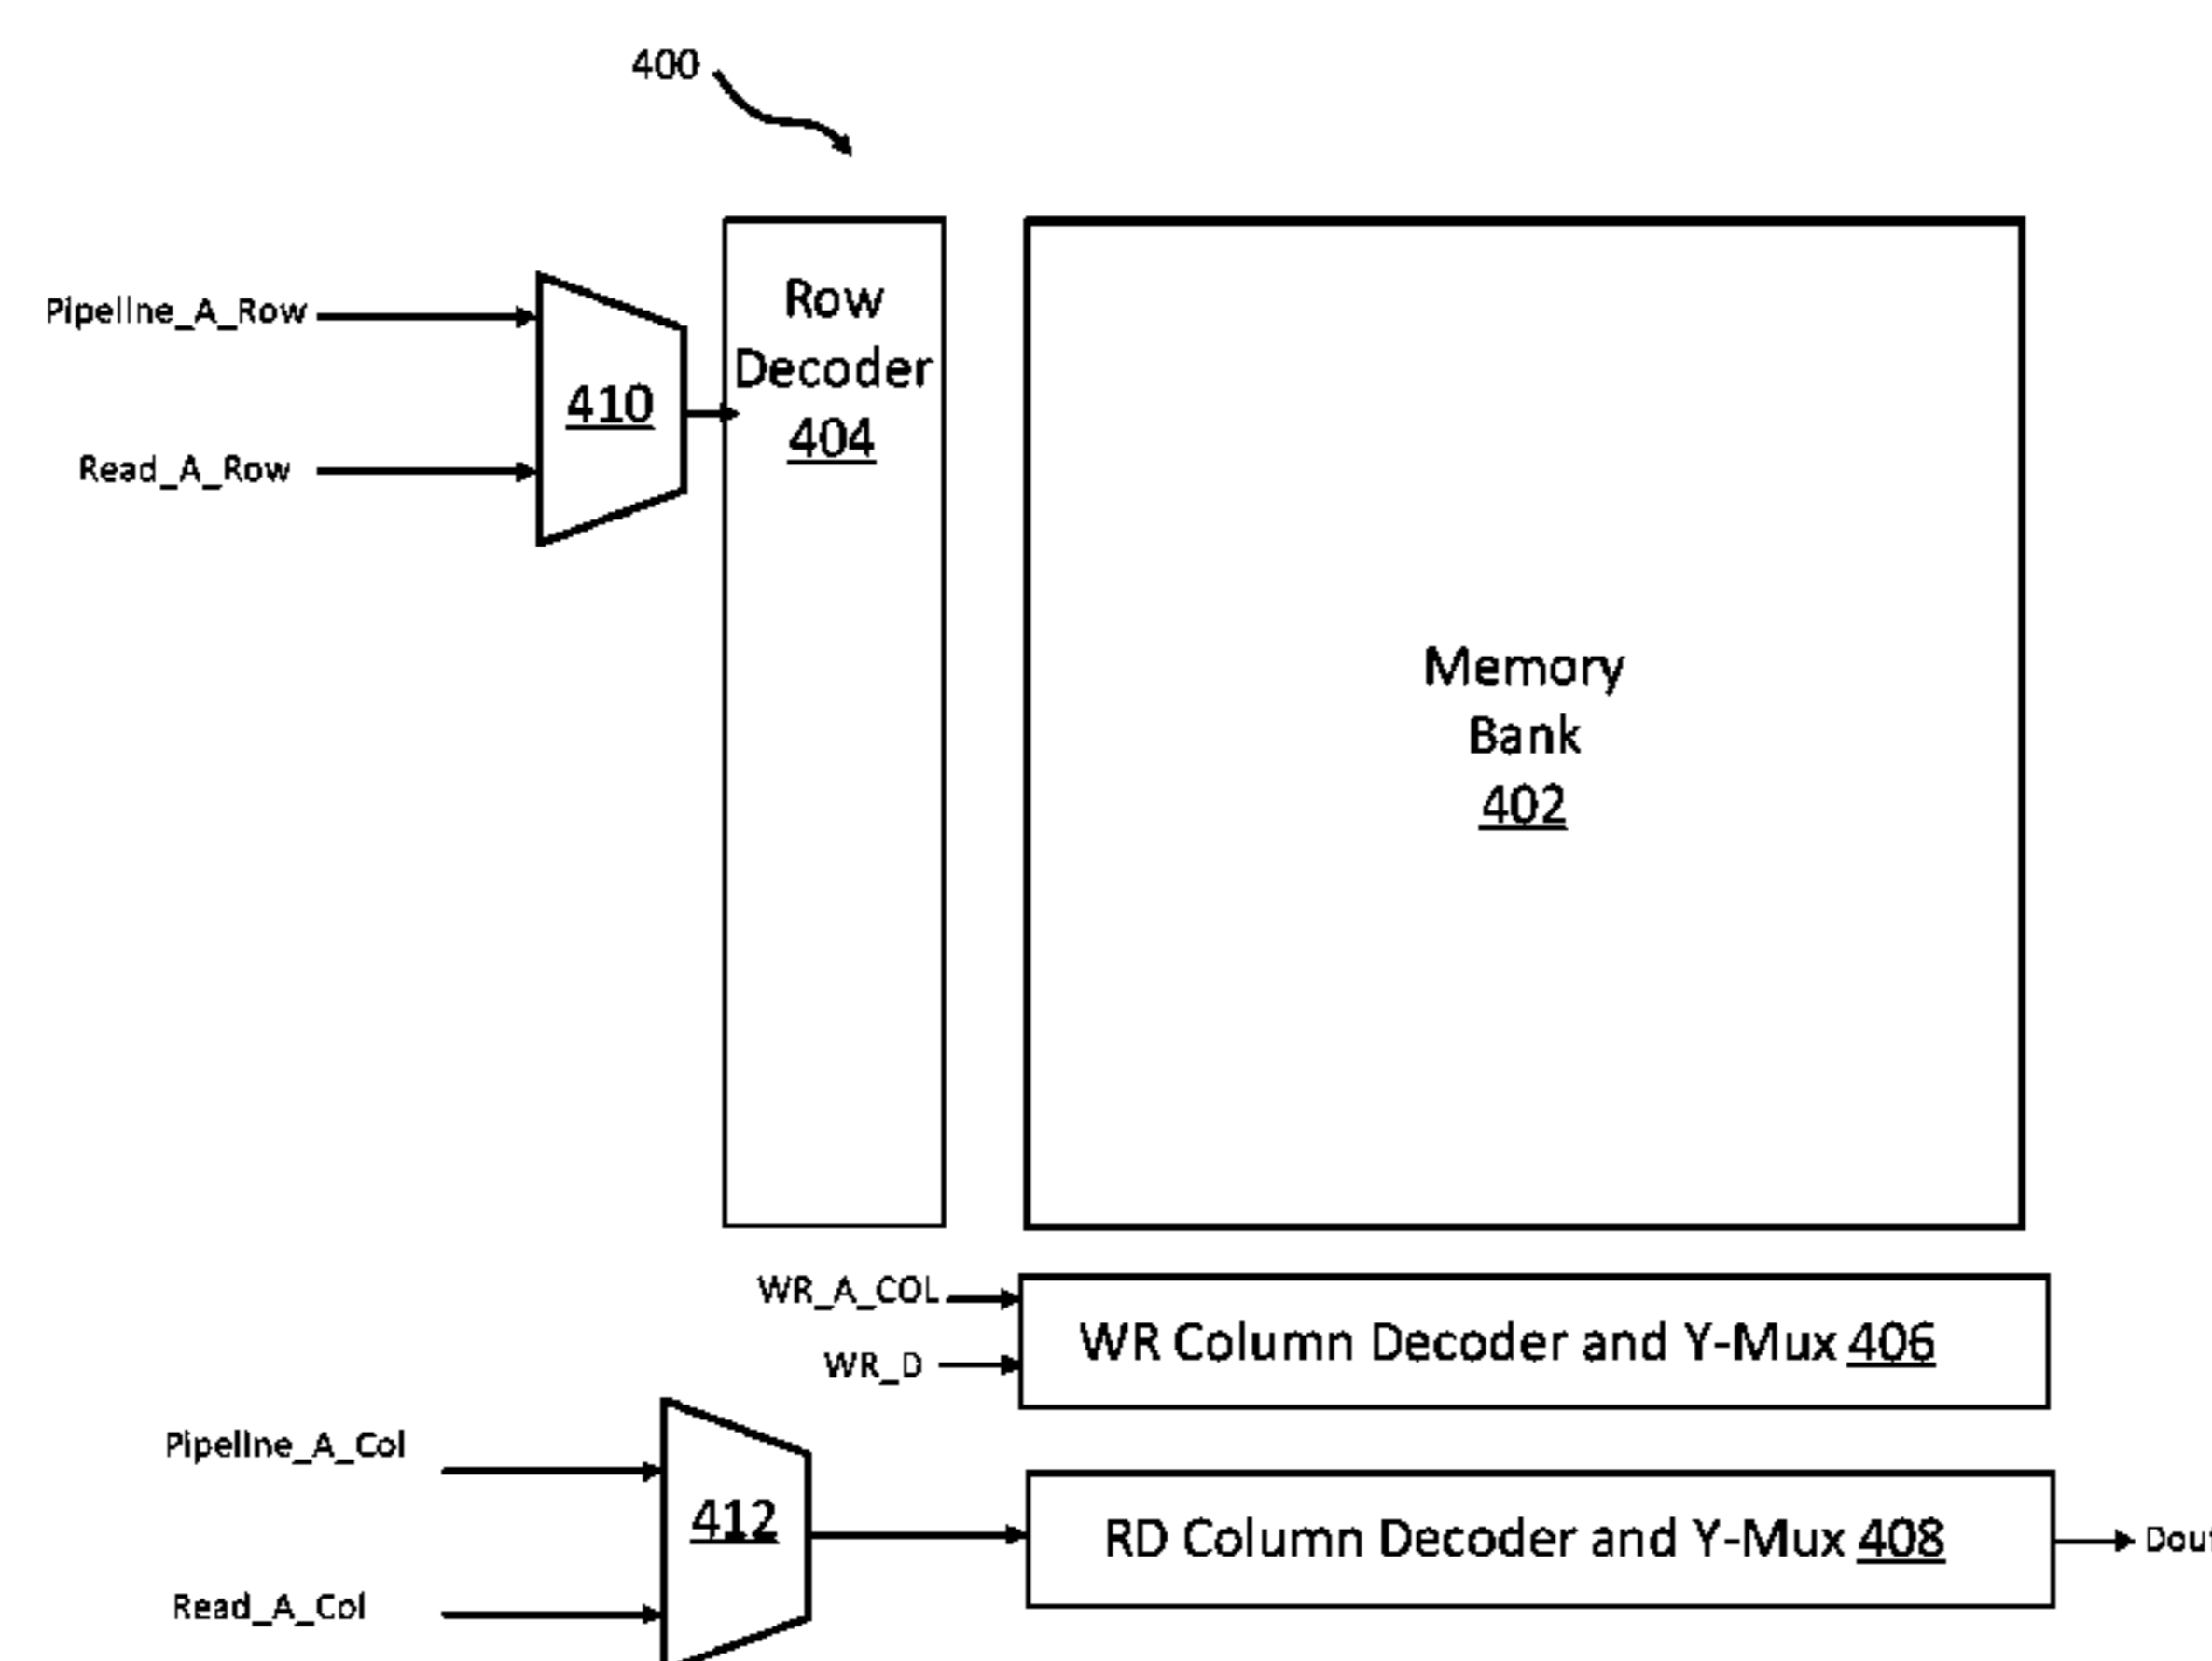 400
Pipeline_A_Row
Read_A_Row
410
Row
Decoder
404
Memory
Bank
402
WR_A_COL
WR_D
WR Column Decoder and Y-Mux 406
Pipeline_A_Col
Read_A_Col
412
RD Column Decoder and Y-Mux 408
Dout